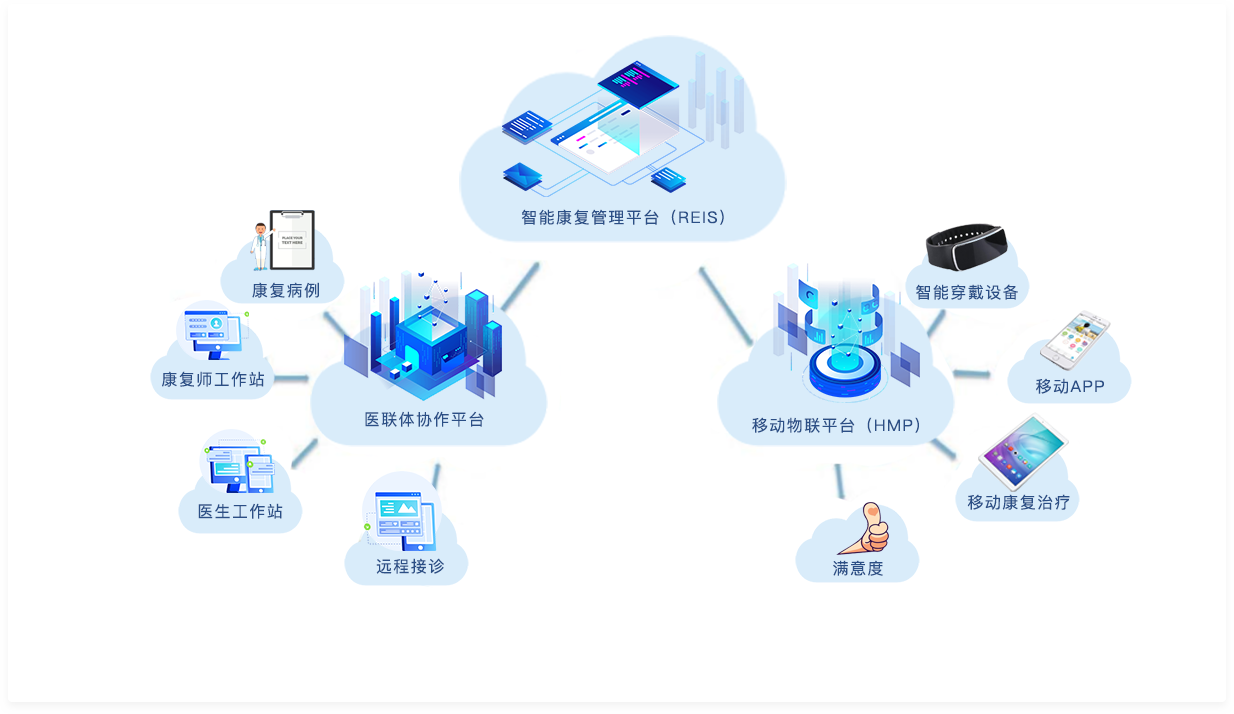 智能康复管理平台（REIS）
康复病例
PLACE YOUR
TEXT HERE
康复师工作站
医联体协作平台
医生工作站
远程接诊
智能穿戴设备
移动APP
移动物联平台（HMP）
移动康复治疗
满意度